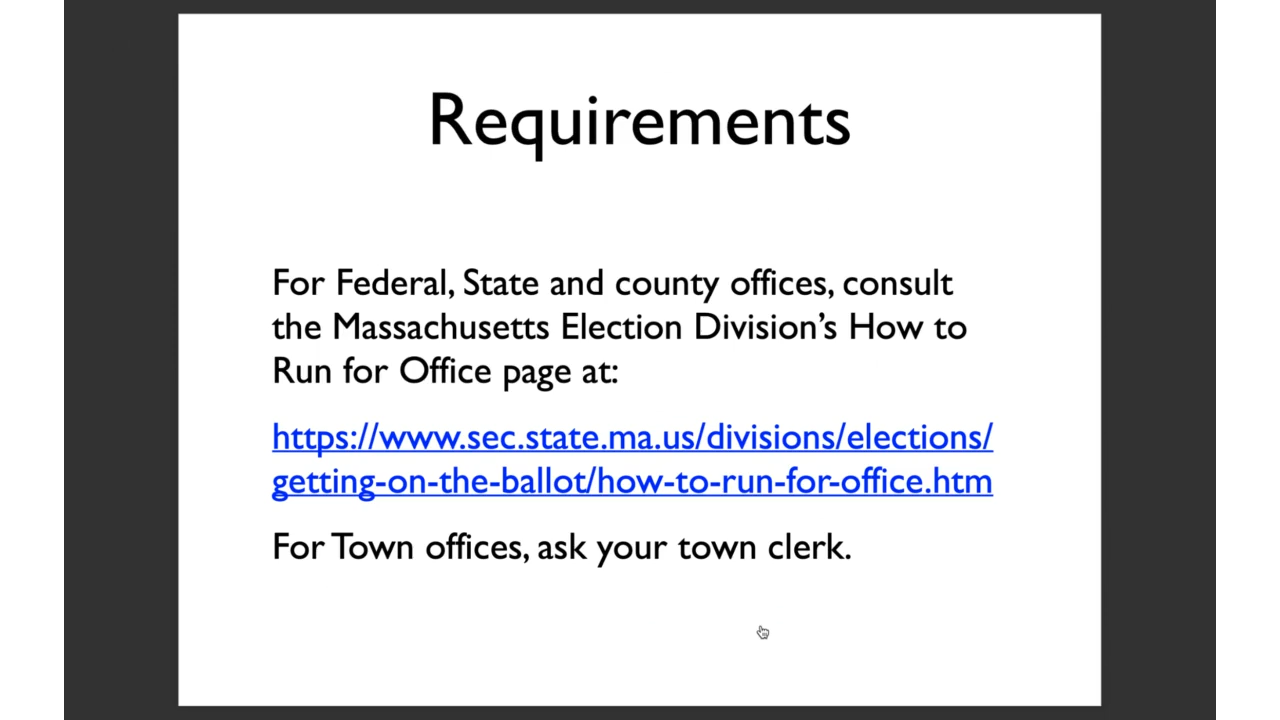 Requirements
For Federal, State and county offices, consult
the Massachusetts Election Division’s How to
Run for Office page at:
https://www.sec.state.ma.us/divisions/elections/
getting-on-the-ballot/how-to-run-for-office.htm
For Town offices, ask your town clerk.